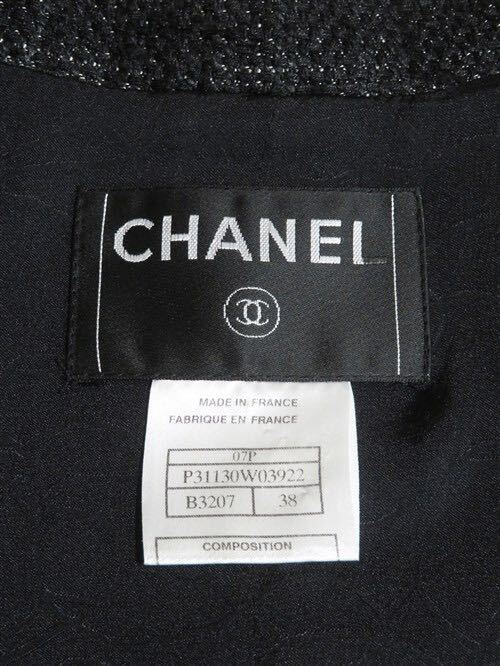 CHANEL
MADE IN FRANCE
FABRIQUE EN FRANCE
07P
P31130W03922
B3207 38
COMPOSITION